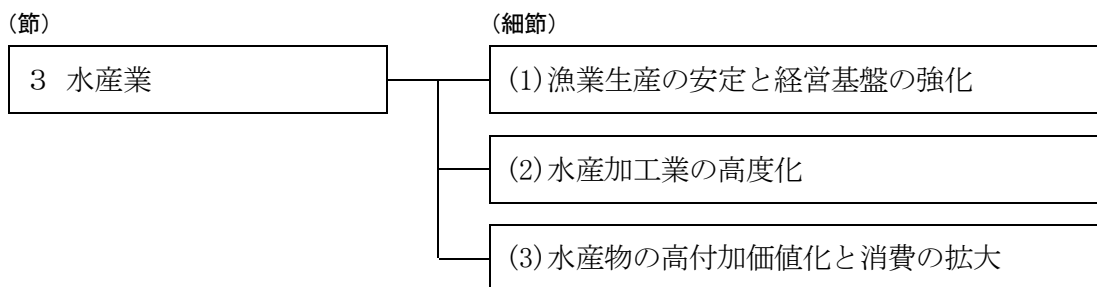 （節）
（細節）
３ 水産業
(1)漁業生産の安定と経営基盤の強化
(2)水産加工業の高度化
(3)水産物の高付加価値化と消費の拡大